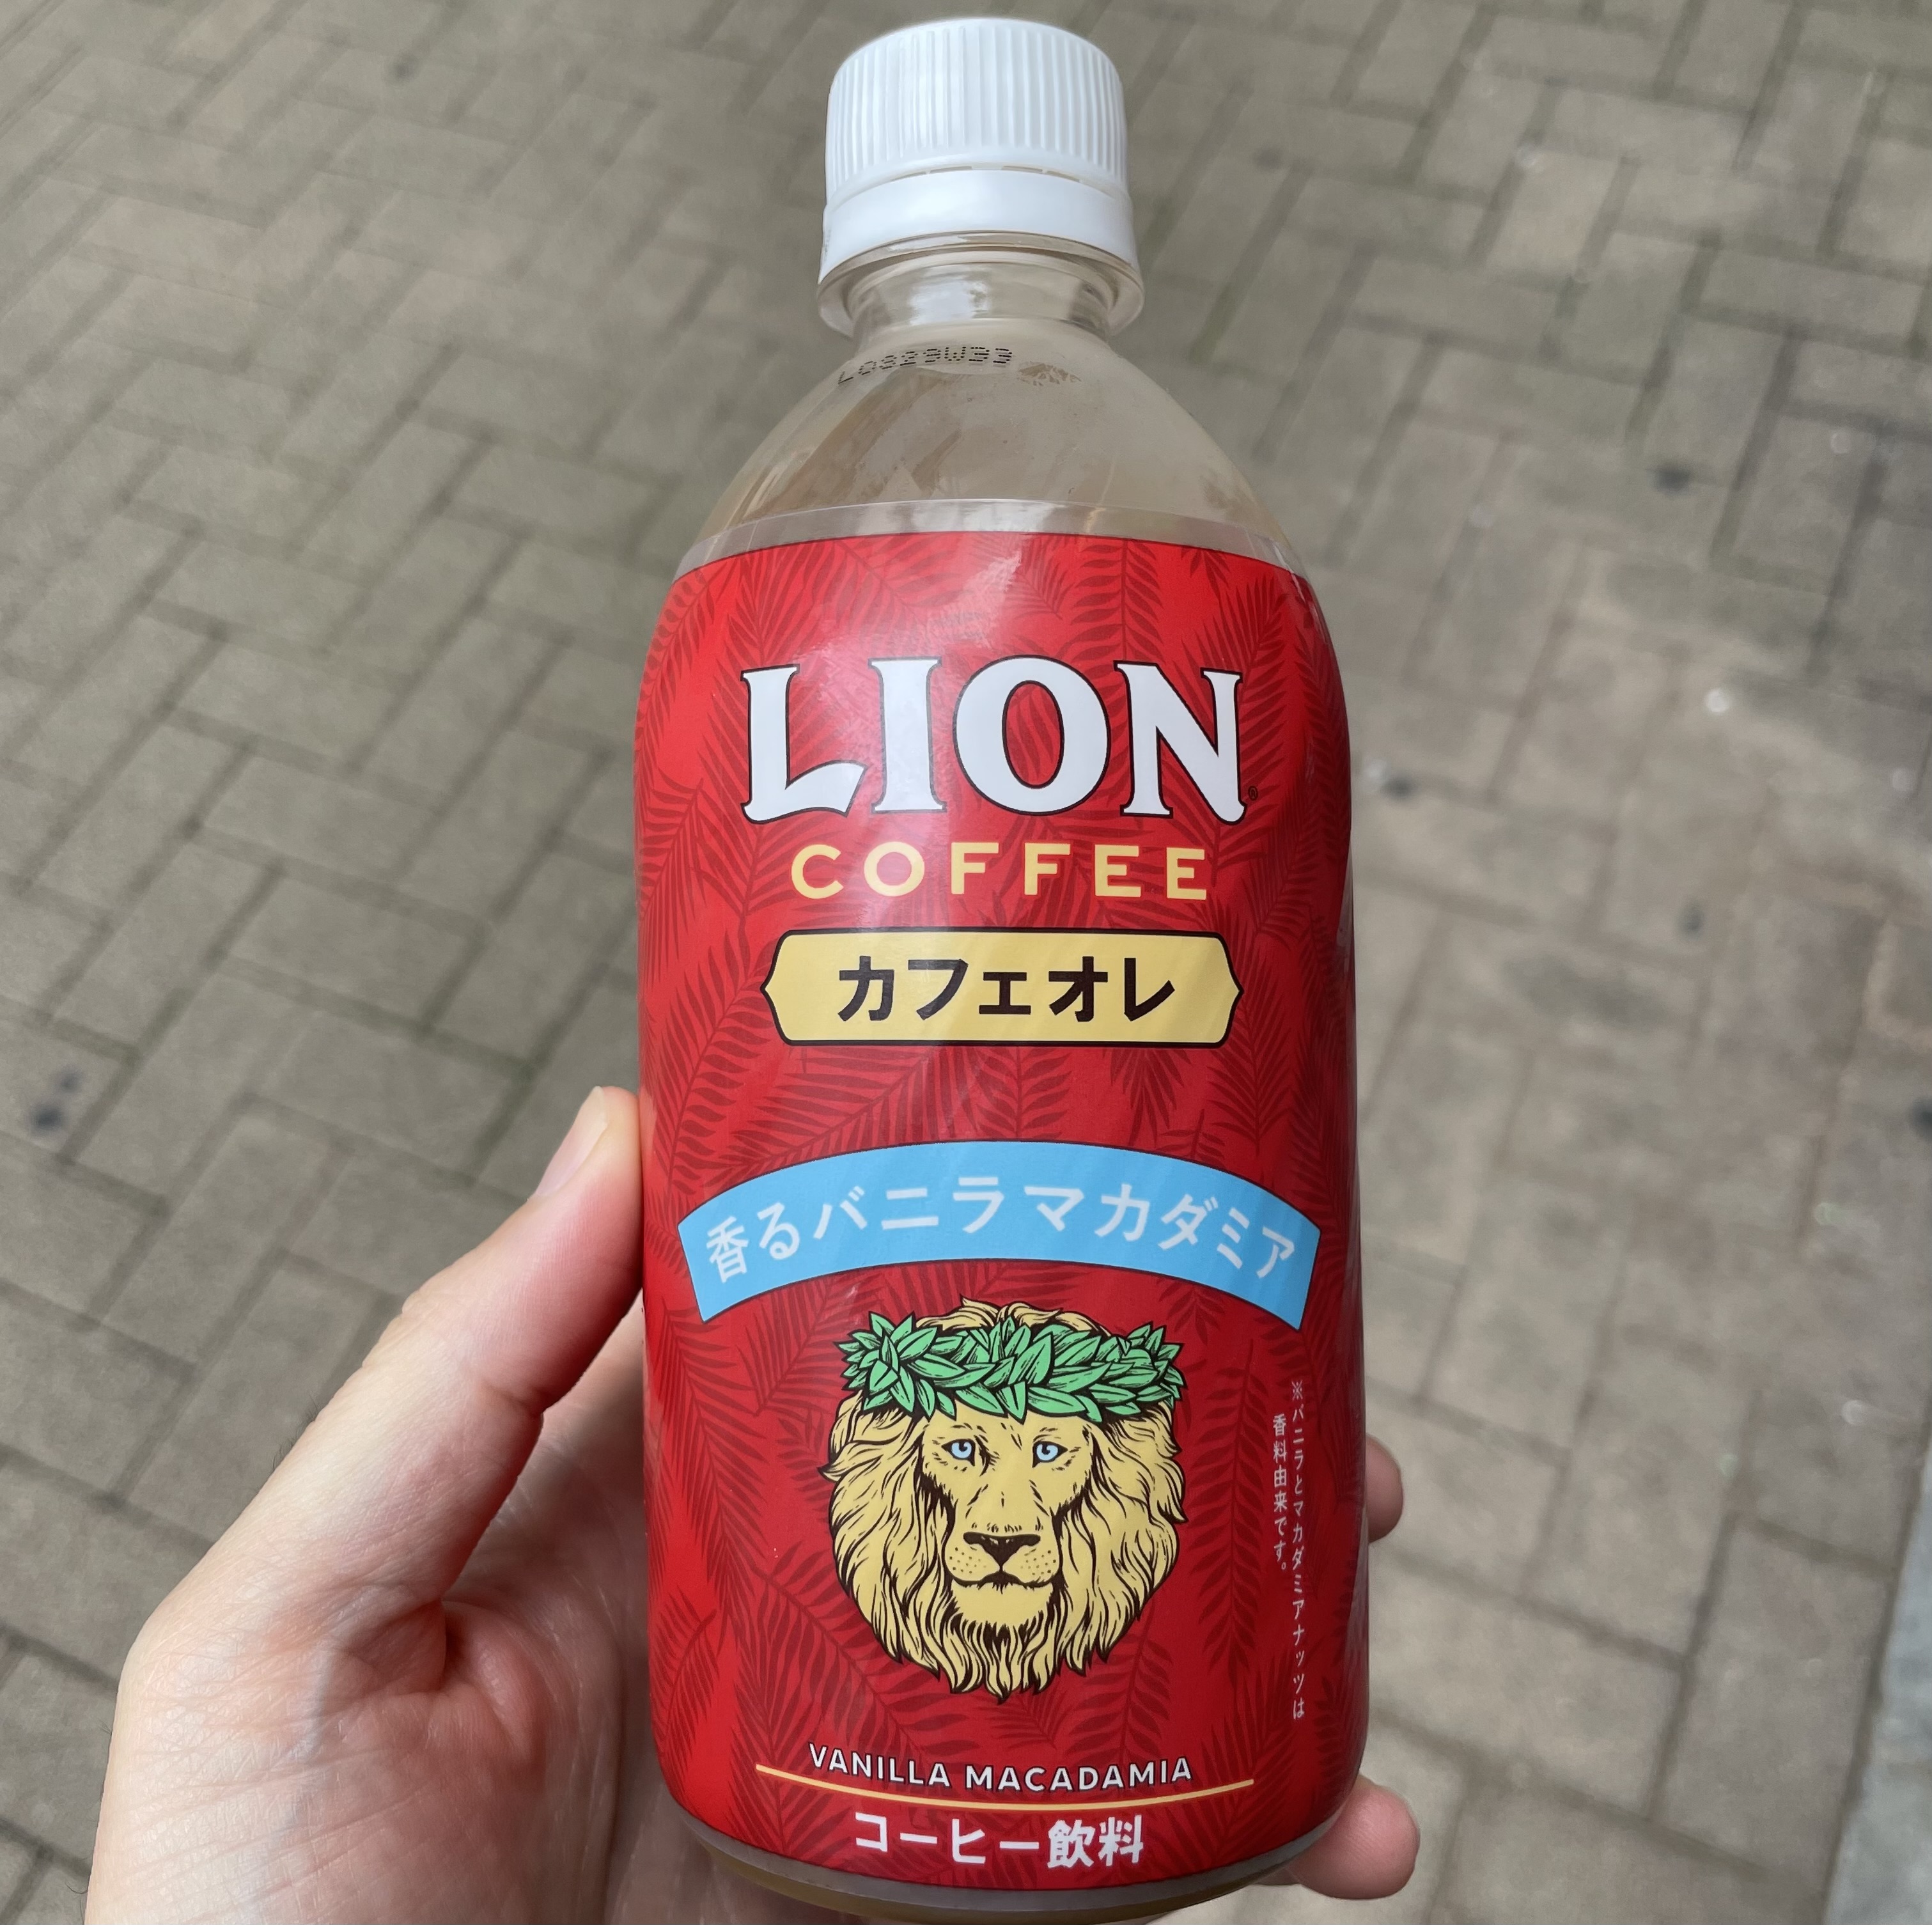 L0829W33
LION®
COFFEE
カフェオレ
香るバニラマカダミア
※バニラとマカダミアナッツは
香料由来です。
VANILLA MACADAMIA
コーヒー飲料